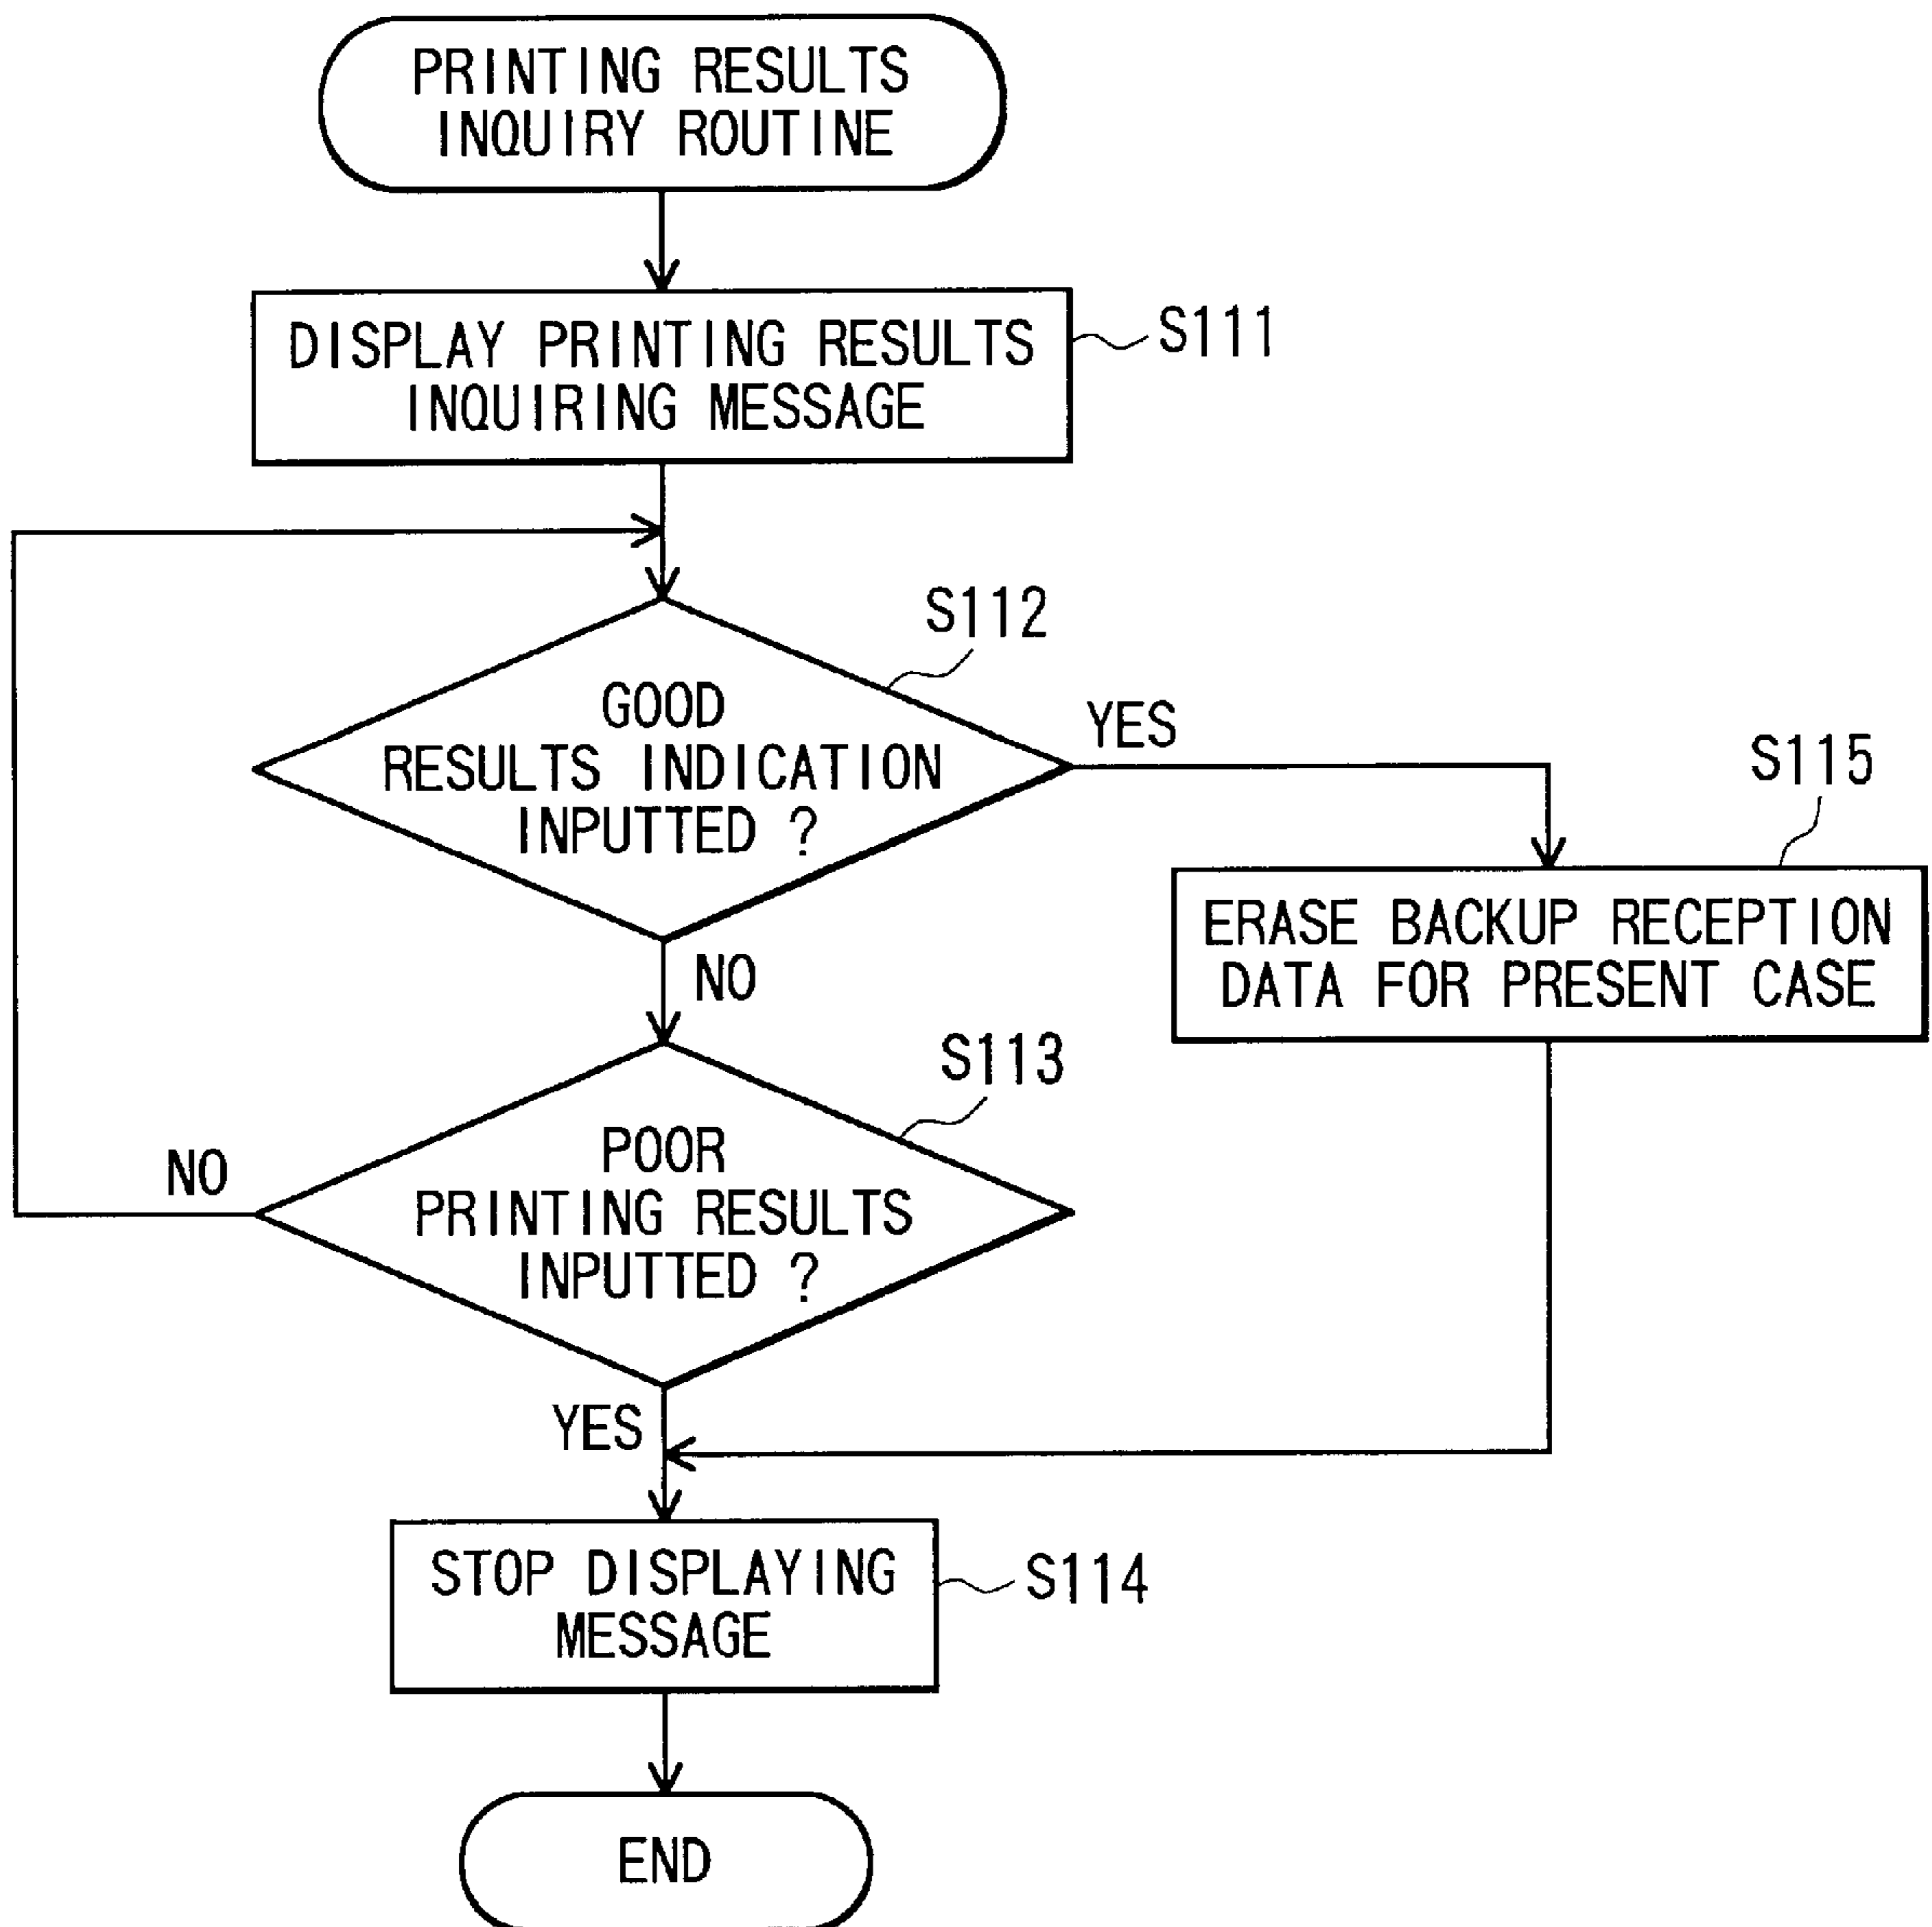 PRINTING RESULTS
INQUIRY ROUTINE
DISPLAY PRINTING RESULTS
INQUIRING MESSAGE
S111
S112
GOOD
RESULTS INDICATION
INPUTTED ?
YES
NO
S115
ERASE BACKUP RECEPTION
DATA FOR PRESENT CASE
S113
POOR
PRINTING RESULTS
INPUTTED ?
NO
YES
STOP DISPLAYING
MESSAGE
S114
END